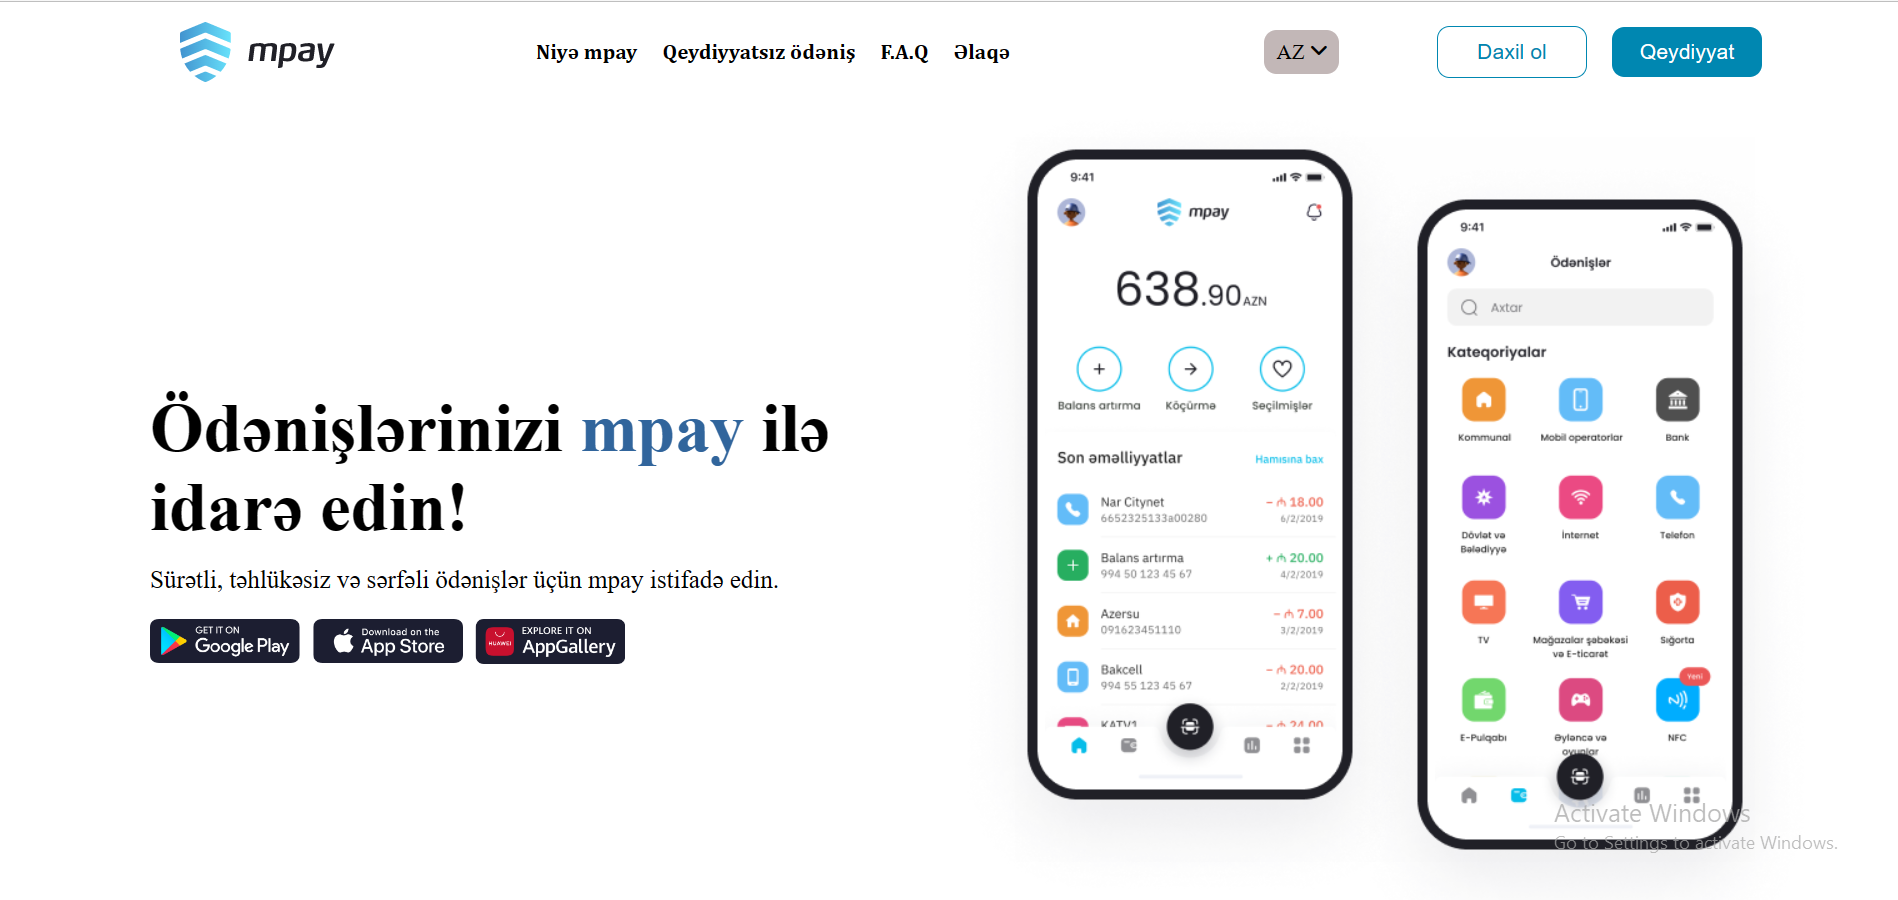 mpay
Niyə mpay
Qeydiyyatsız ödəniş
F.A.Q
Əlaqə
AZ
Daxil ol
Qeydiyyat
Ödənişlərinizi mpay ilə
idarə edin!
Sürətli, təhlükəsiz və sərfəli ödənişlər üçün mpay istifadə edin.
GET IT ON
Google Play
Download on the
App Store
HUAWEI
EXPLORE IT ON
AppGallery
9:41
mpay
638.90 AZN
Balans artırma
Köçürmə
Seçilmişlər
Son əməlliyyatlar
Hamısına bax
Nar Citynet
- ₼ 18.00
6652325133a00280
6/2/2019
Balans artırma
+ ₼ 20.00
994 50 123 45 67
4/2/2019
Azersu
- ₼ 7.00
091623451110
3/2/2019
Bakcell
- ₼ 20.00
994 55 123 45 67
2/2/2019
KATV1
- ₼ 24.00
9:41
Ödənişlər
Axtar
Kateqoriyalar
Kommunal
Mobil operatorlar
Bank
Dövlət və
Bələdiyyə
İnternet
Telefon
TV
Mağazalar şəbəkəsi
və E-ticarət
Sığorta
Yeni
E-Pulqabı
Əyləncə və
oyunlar
NFC
Activate Windows
Go to Settings to activate Windows.